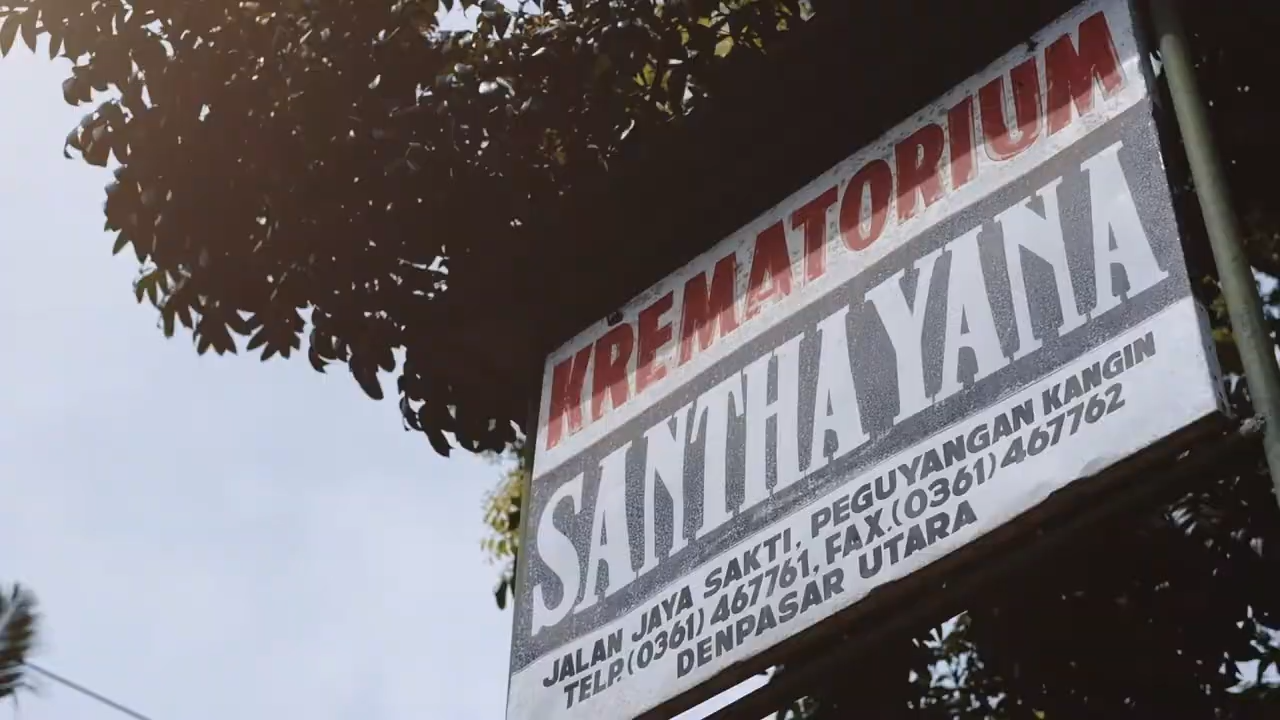 KREMATORIUM
SANTHAYANA
JALAN JAYA SAKTI, PEGUYANGAN KANGIN
TELP.(0361) 467761, FAX.(0361) 467762
DENPASAR UTARA